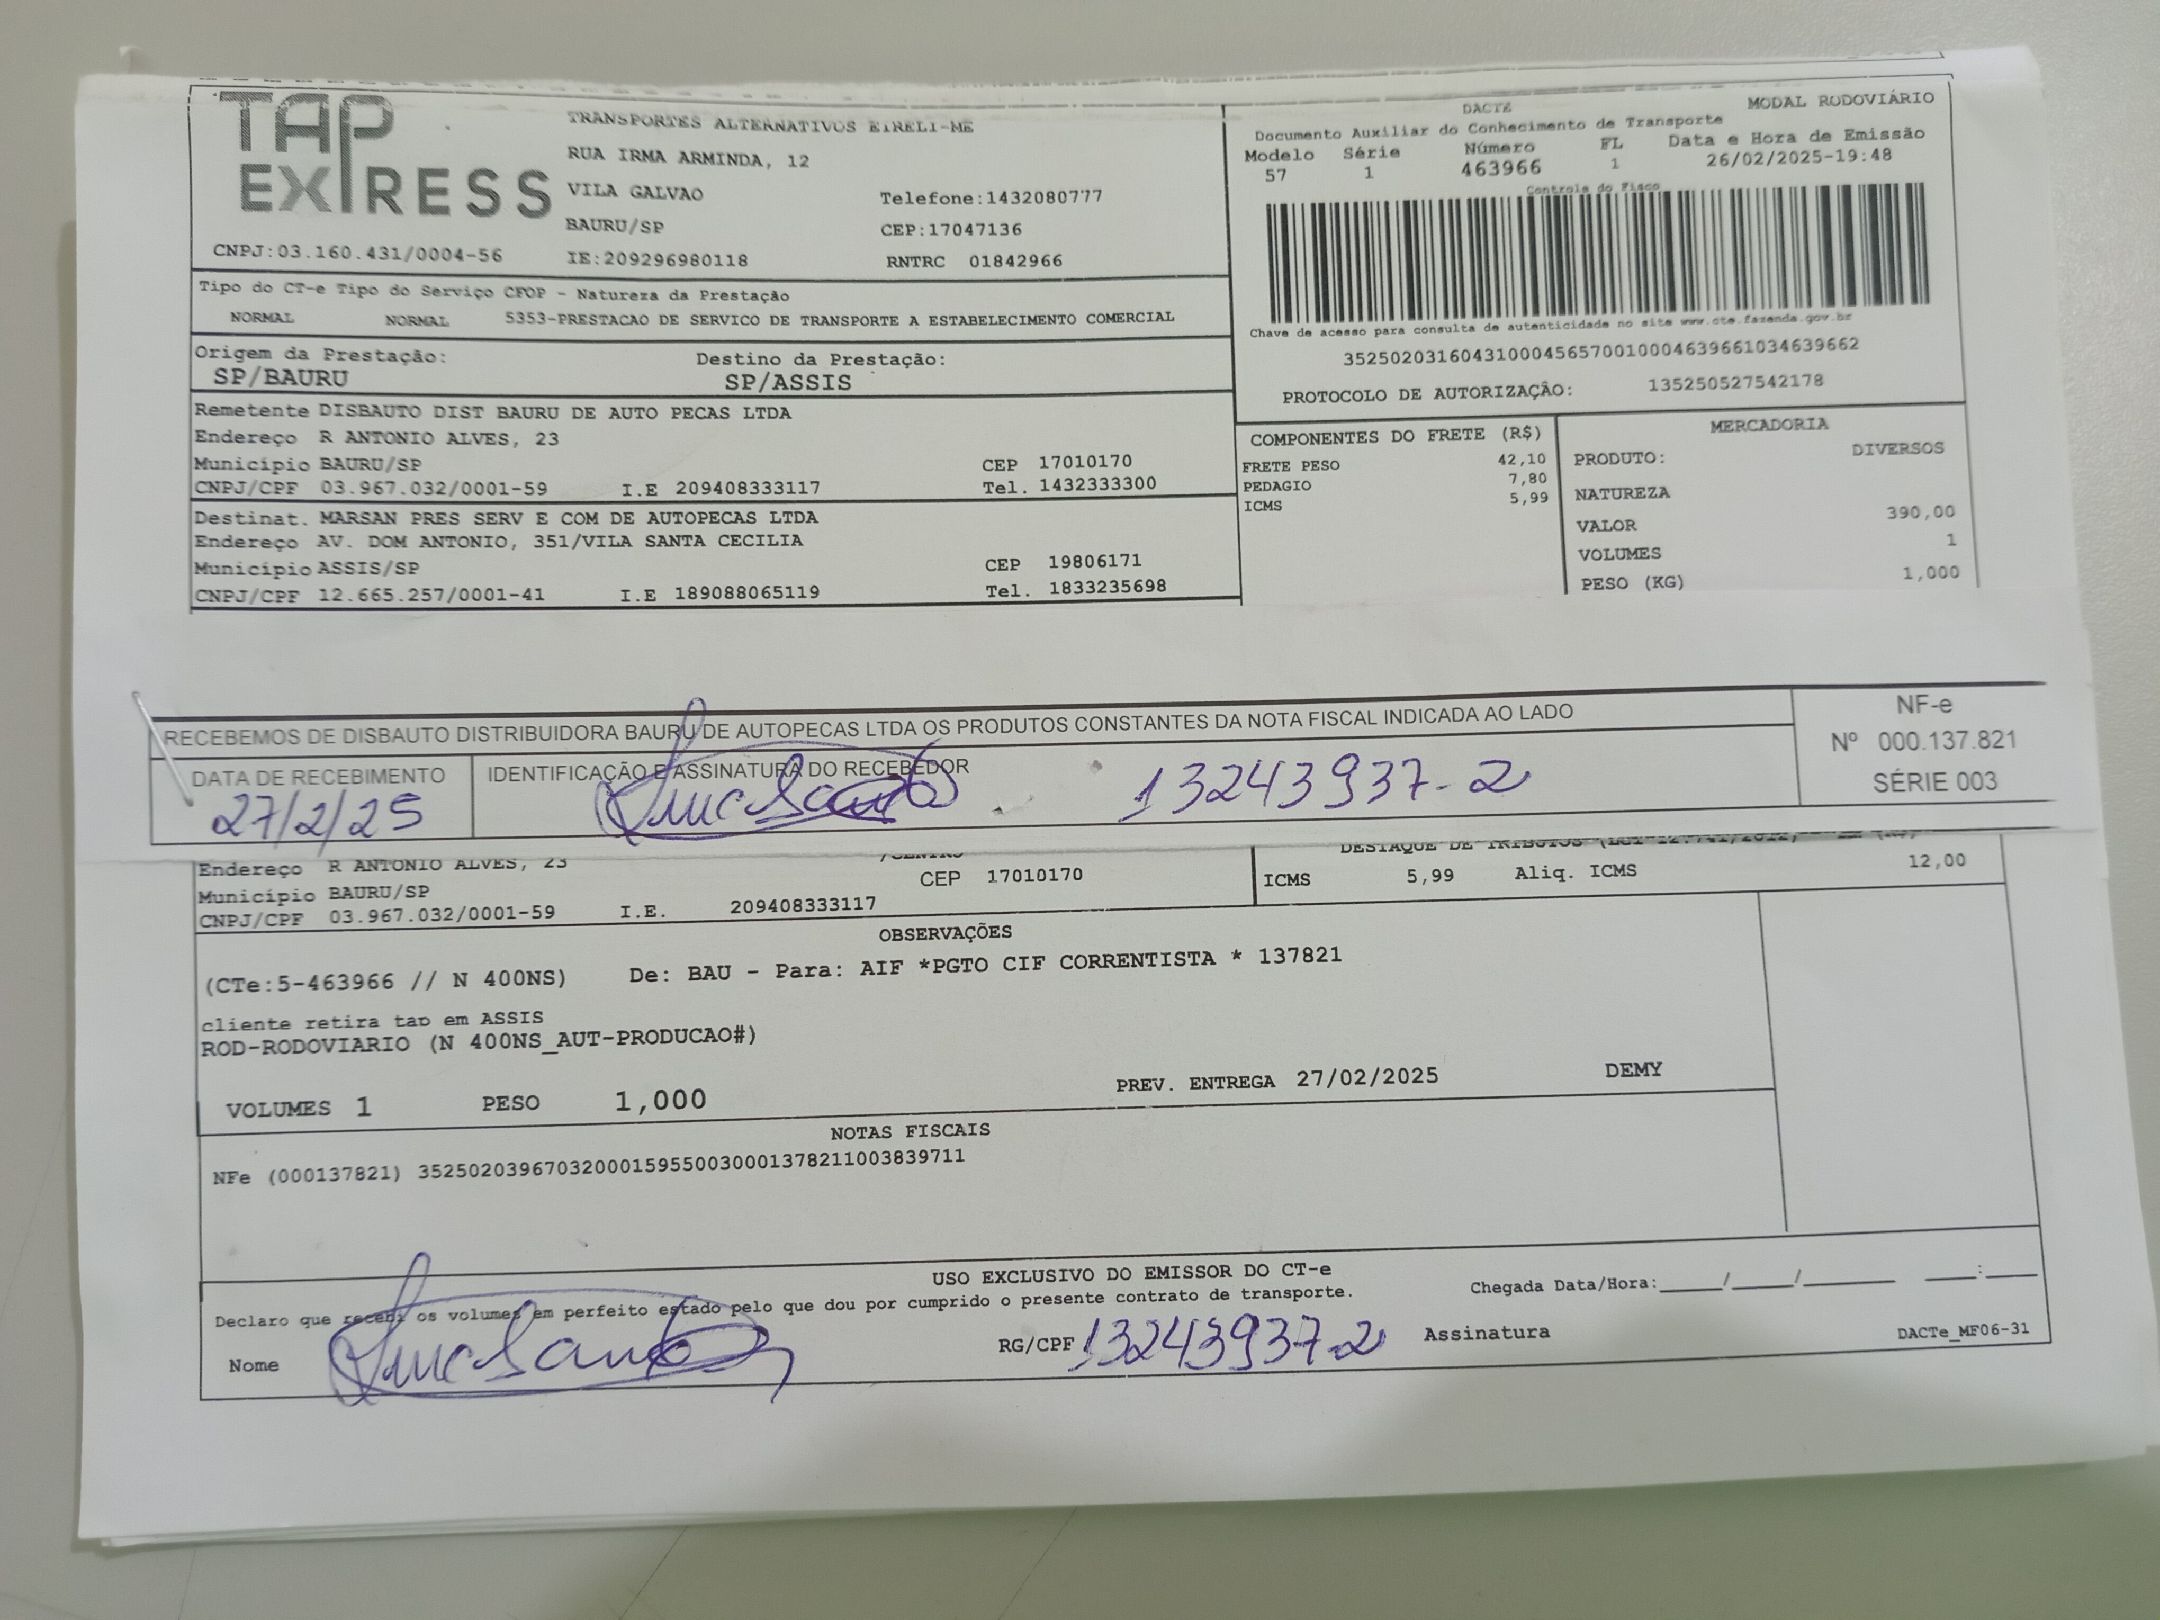 TAP
EXPRESS
CNPJ:03.160.431/0004-56
TRANSPORTES ALTERNATIVOS EIRELI-ME
RUA IRMA ARMINDA, 12
VILA GALVAO Telefone:1432080777
BAURU/SP CEP:17047136
IE:209296980118 RNTRC 01842966
DACTE MODAL RODOVIÁRIO
Documento Auxiliar do Conhecimento de Transporte
Modelo Série Número FL Data e Hora de Emissão
57 1 463966 1 26/02/2025-19:48
Controle do Fisco
Chave de acesso para consulta de autenticidade no site www.cte.fazenda.gov.br
35250203160431000456570010004639661034639662
PROTOCOLO DE AUTORIZAÇÃO: 135250527542178
Tipo do CT-e Tipo do Serviço CFOP - Natureza da Prestação
NORMAL NORMAL 5353-PRESTACAO DE SERVICO DE TRANSPORTE A ESTABELECIMENTO COMERCIAL
Origem da Prestação: Destino da Prestação:
SP/BAURU SP/ASSIS
Remetente DISBAUTO DIST BAURU DE AUTO PECAS LTDA
Endereço R ANTONIO ALVES, 23
Município BAURU/SP CEP 17010170
CNPJ/CPF 03.967.032/0001-59 I.E 209408333117 Tel. 1432333300
Destinat. MARSAN PRES SERV E COM DE AUTOPECAS LTDA
Endereço AV. DOM ANTONIO, 351/VILA SANTA CECILIA
Município ASSIS/SP CEP 19806171
CNPJ/CPF 12.665.257/0001-41 I.E 189088065119 Tel. 1833235698
COMPONENTES DO FRETE (R$)
FRETE PESO 42,10
PEDAGIO 7,80
ICMS 5,99
MERCADORIA
PRODUTO: DIVERSOS
NATUREZA
VALOR 390,00
VOLUMES 1
PESO (KG) 1,000
RECEBEMOS DE DISBAUTO DISTRIBUIDORA BAURU DE AUTOPECAS LTDA OS PRODUTOS CONSTANTES DA NOTA FISCAL INDICADA AO LADO
DATA DE RECEBIMENTO IDENTIFICAÇÃO E ASSINATURA DO RECEBEDOR
27/2/25 13243937-2
NF-e
Nº 000.137.821
SÉRIE 003
Endereço R ANTONIO ALVES, 23 /CENTRO
Município BAURU/SP CEP 17010170
CNPJ/CPF 03.967.032/0001-59 I.E. 209408333117
DESTAQUE DE TRIBUTOS
ICMS 5,99 Aliq. ICMS 12,00
OBSERVAÇÕES
(CTe:5-463966 // N 400NS) De: BAU - Para: AIF *PGTO CIF CORRENTISTA * 137821
cliente retira tap em ASSIS
ROD-RODOVIARIO (N 400NS_AUT-PRODUCAO#)
VOLUMES 1 PESO 1,000 PREV. ENTREGA 27/02/2025 DEMY
NOTAS FISCAIS
NFe (000137821) 35250203967032000159550030001378211003839711
USO EXCLUSIVO DO EMISSOR DO CT-e
Declaro que recebi os volumes em perfeito estado pelo que dou por cumprido o presente contrato de transporte.
Chegada Data/Hora:_____/_____/_______ ____:____
Nome RG/CPF 13243937-2 Assinatura
DACTe_MF06-31